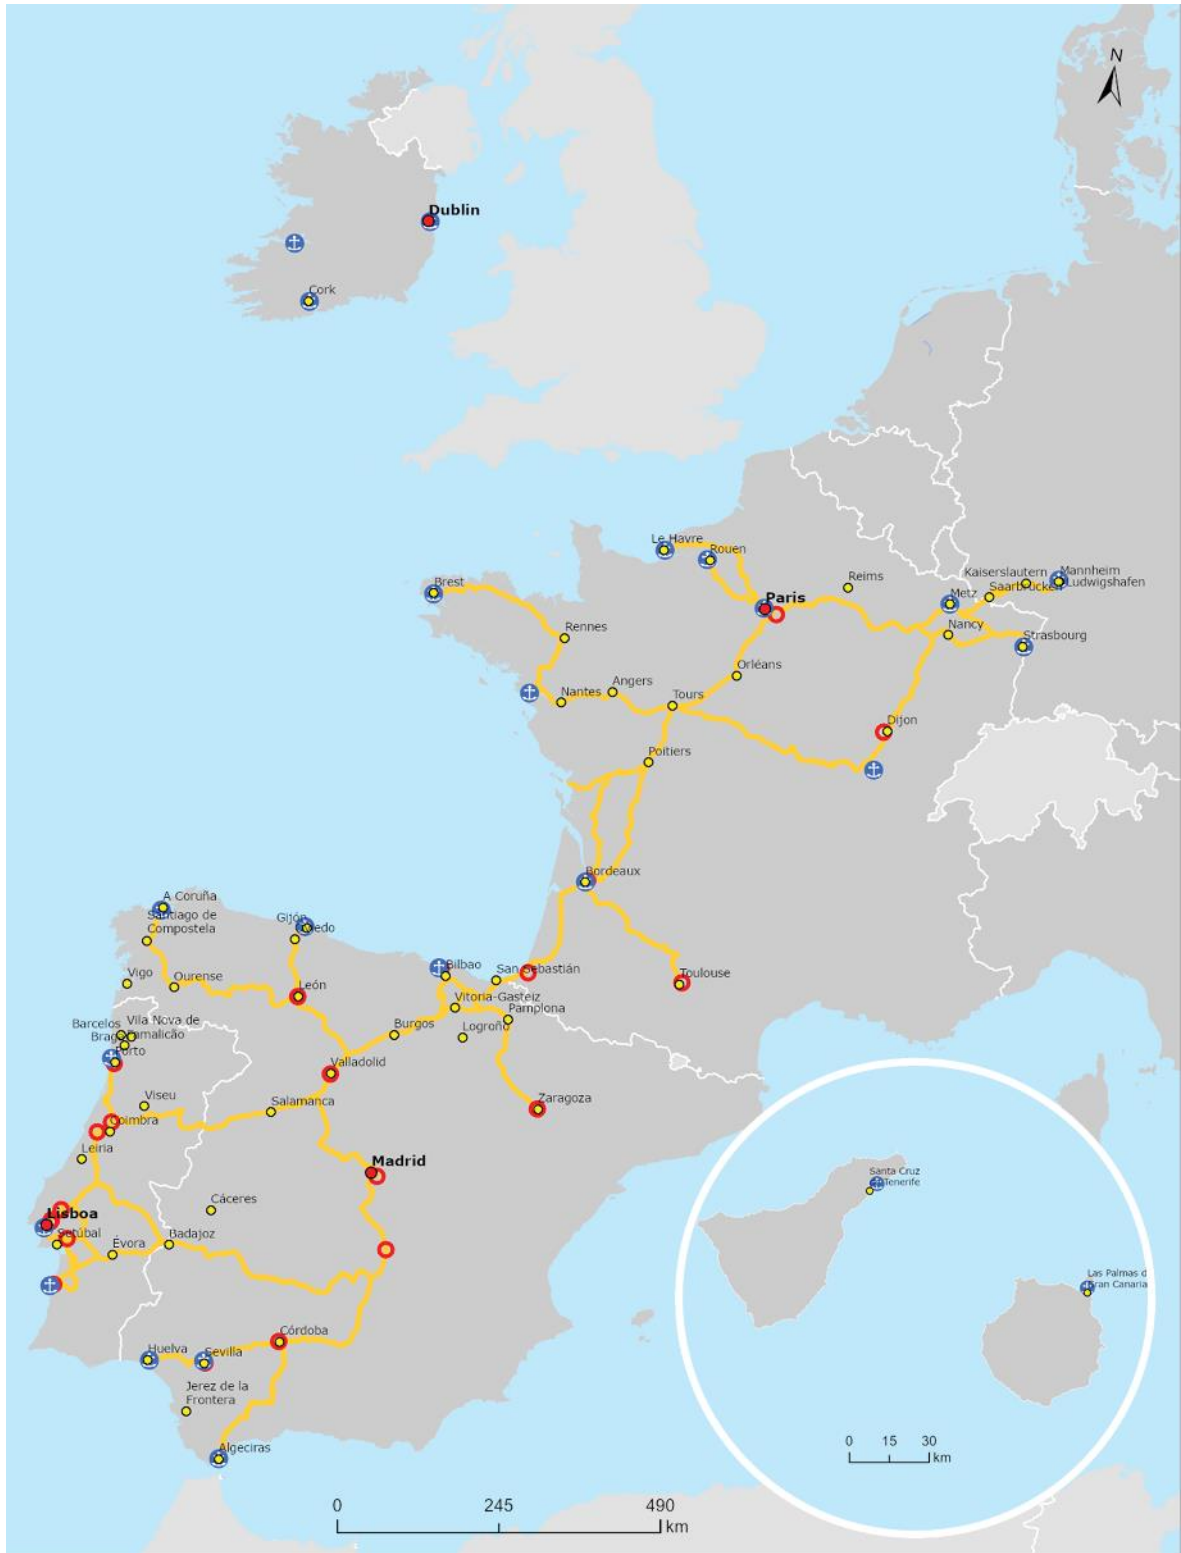 N
Dublin
Cork
Le Havre
Rouen
Reims
Kaiserslautern
Mannheim
Saarbrücken
Ludwigshafen
Brest
Paris
Metz
Rennes
Nancy
Strasbourg
Orléans
Angers
Nantes
Tours
Dijon
Poitiers
Bordeaux
A Coruña
Santiago de
Compostela
Gijón
Vigo
Ourense
León
Bilbao
San Sebastián
Toulouse
Vitoria-Gasteiz
Pamplona
Burgos
Logroño
Barcelos
Vila Nova de
Famalicão
Porto
Valladolid
Viseu
Salamanca
Zaragoza
Coimbra
Leiria
Madrid
Cáceres
Lisboa
Setúbal
Évora
Badajoz
Córdoba
Huelva
Sevilla
Jerez de la
Frontera
Algeciras
Santa Cruz
Tenerife
Las Palmas d
Gran Canaria
0 15 30
km
0 245 490
km